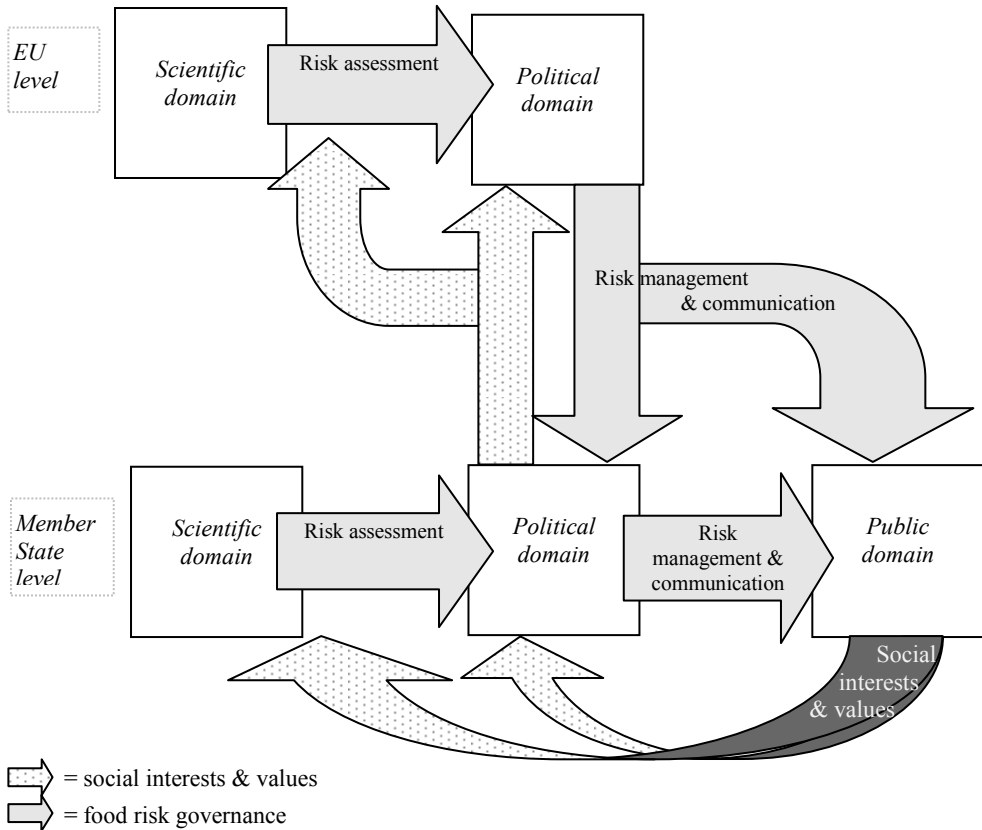 EU
level
Scientific
domain
Risk assessment
Political
domain
Risk management
& communication
Member
State
level
Scientific
domain
Risk assessment
Political
domain
Risk
management &
communication
Public
domain
Social
interests
& values
= social interests & values
= food risk governance